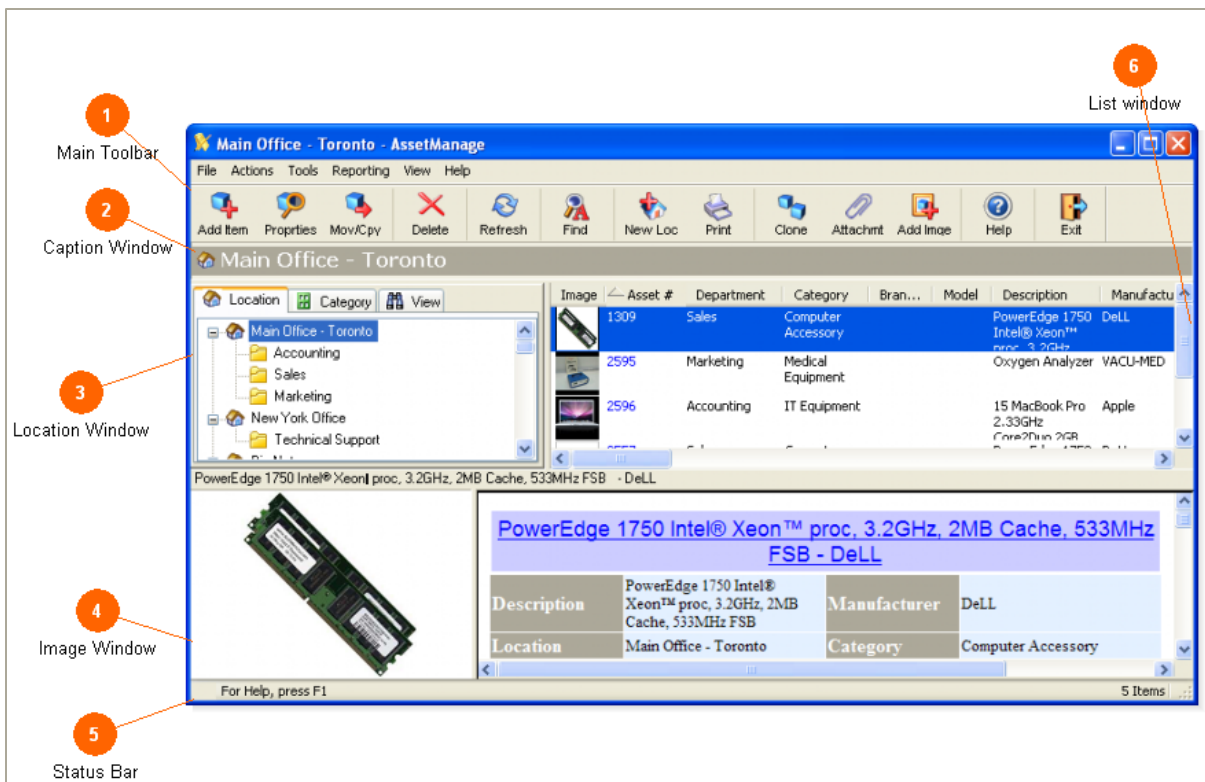 6
List window
1
Main Toolbar
Main Office - Toronto - AssetManage
File Actions Tools Reporting View Help
2
Caption Window
Add Item Proprties Mov/Cpy Delete Refresh Find New Loc Print Clone Attachmt Add Imge Help Exit
Main Office - Toronto
Location Category View
Image Asset # Department Category Bran... Model Description Manufactu
Main Office - Toronto
Accounting
Sales
Marketing
New York Office
Technical Support
1309 Sales Computer Accessory PowerEdge 1750 Intel® Xeon™ proc, 3.2GHz DeLL
2595 Marketing Medical Equipment Oxygen Analyzer VACU-MED
2596 Accounting IT Equipment 15 MacBook Pro 2.33GHz Core2Duo 2GB Apple
3
Location Window
PowerEdge 1750 Intel® Xeon proc, 3.2GHz, 2MB Cache, 533MHz FSB - DeLL
PowerEdge 1750 Intel® Xeon™ proc, 3.2GHz, 2MB Cache, 533MHz
FSB - DeLL
Description PowerEdge 1750 Intel® Xeon™ proc, 3.2GHz, 2MB Cache, 533MHz FSB Manufacturer DeLL
Location Main Office - Toronto Category Computer Accessory
4
Image Window
For Help, press F1 5 Items
5
Status Bar